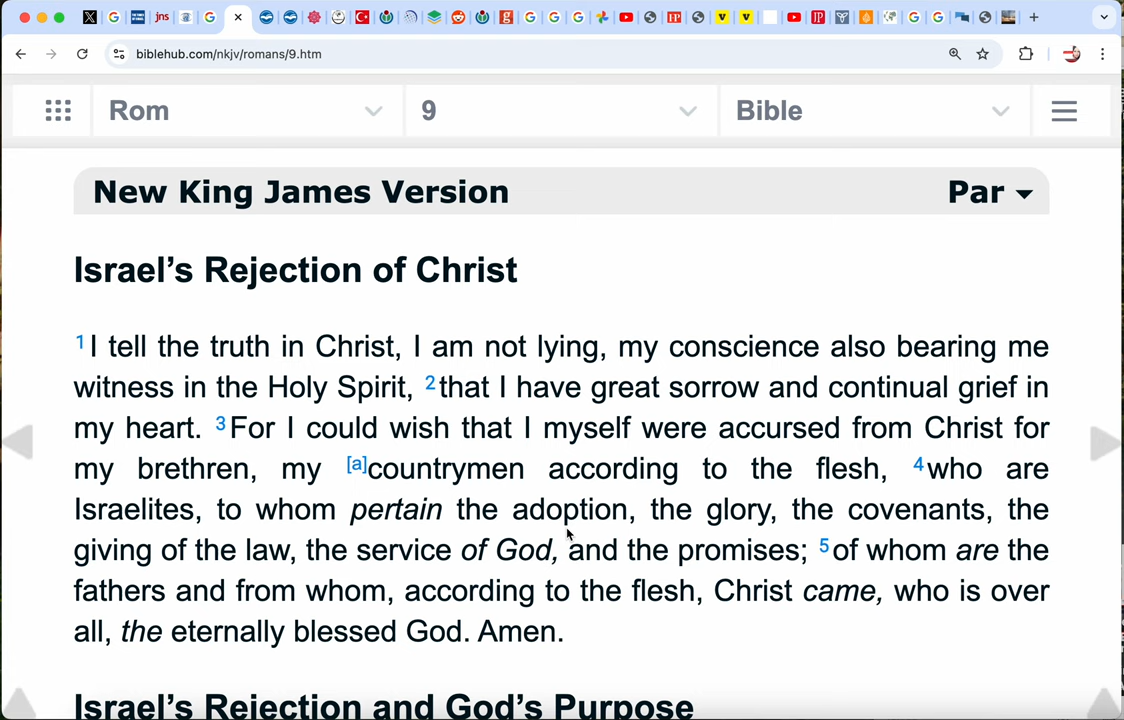 biblehub.com/nkjv/romans/9.htm
Rom 9 Bible
New King James Version Par
Israel’s Rejection of Christ
1 I tell the truth in Christ, I am not lying, my conscience also bearing me
witness in the Holy Spirit, 2 that I have great sorrow and continual grief in
my heart. 3 For I could wish that I myself were accursed from Christ for
my brethren, my [a]countrymen according to the flesh, 4 who are
Israelites, to whom pertain the adoption, the glory, the covenants, the
giving of the law, the service of God, and the promises; 5 of whom are the
fathers and from whom, according to the flesh, Christ came, who is over
all, the eternally blessed God. Amen.
Israel’s Rejection and God’s Purpose